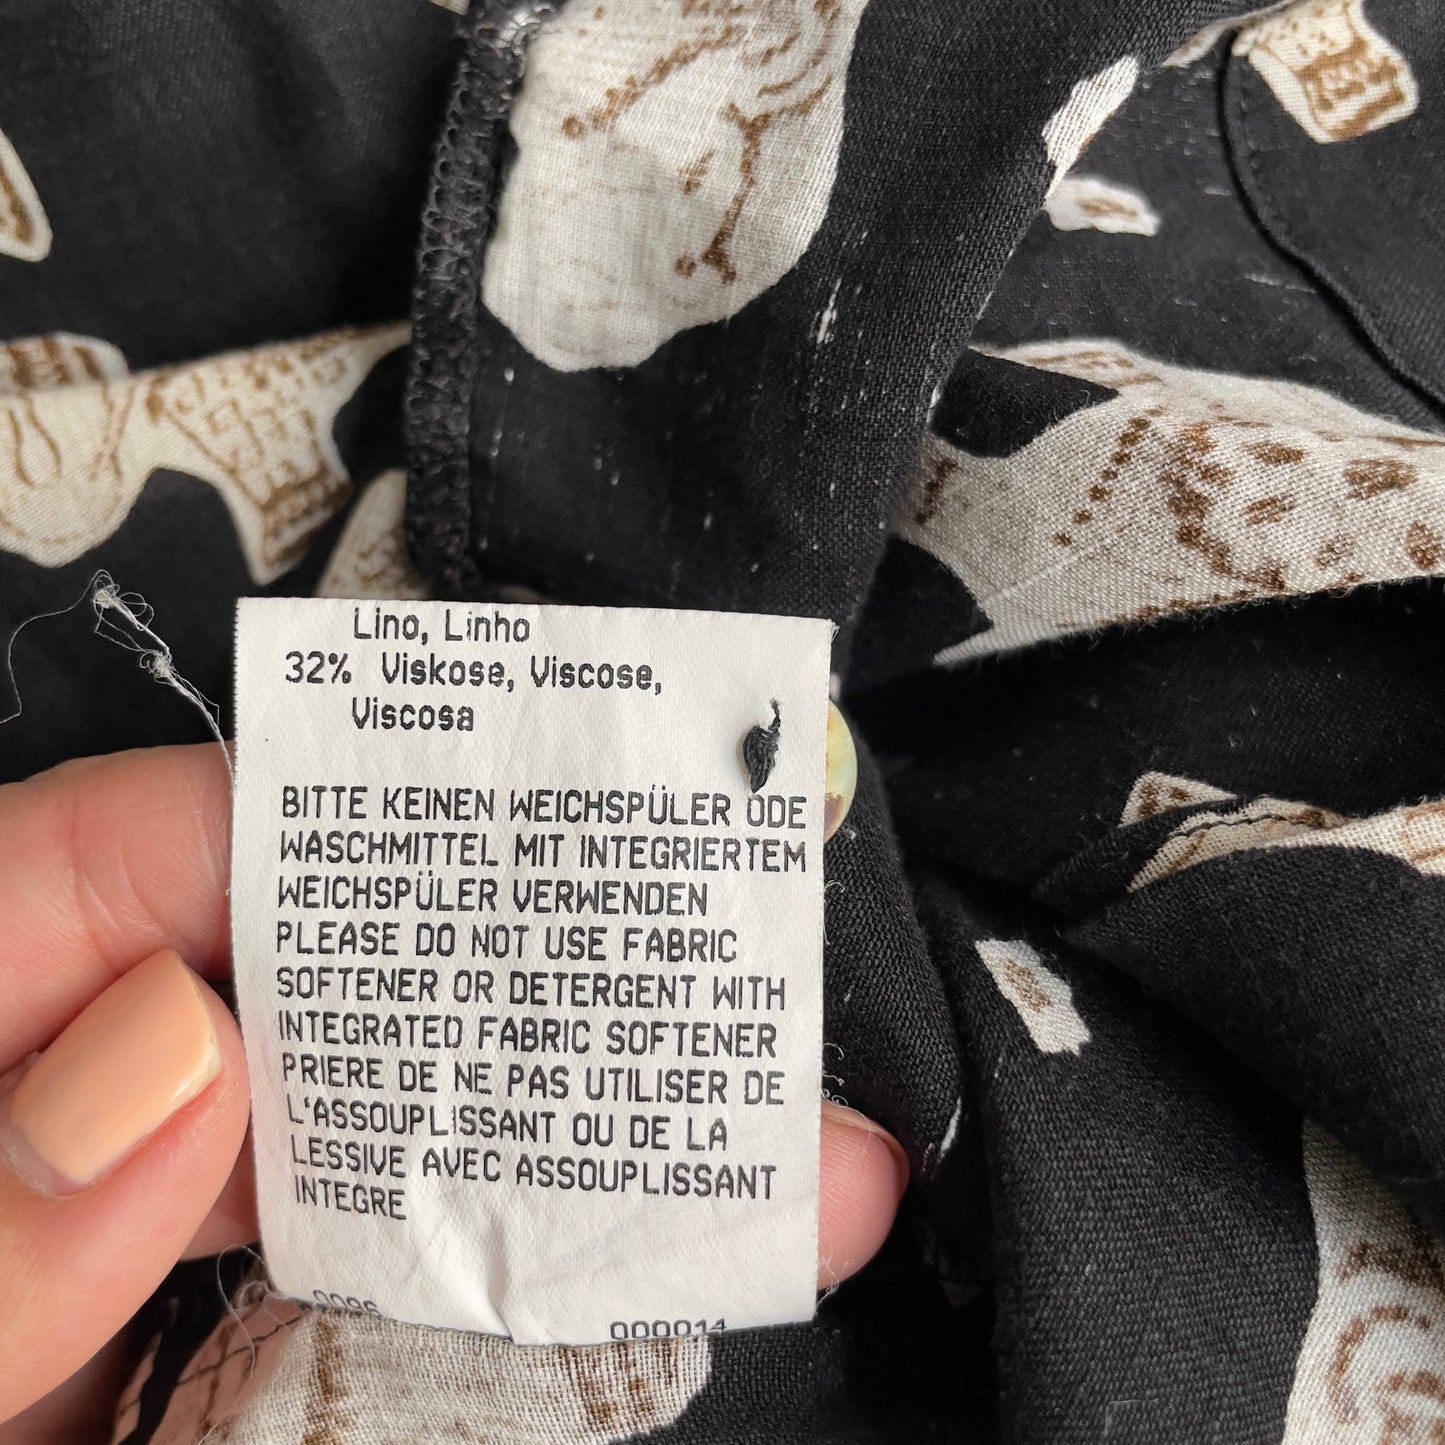 Lino, Linho
32% Viskose, Viscose,
Viscosa
BITTE KEINEN WEICHSPÜLER ODE
WASCHMITTEL MIT INTEGRIERTEM
WEICHSPÜLER VERWENDEN
PLEASE DO NOT USE FABRIC
SOFTENER OR DETERGENT WITH
INTEGRATED FABRIC SOFTENER
PRIERE DE NE PAS UTILISER DE
L'ASSOUPLISSANT OU DE LA
LESSIVE AVEC ASSOUPLISSANT
INTEGRE
0096 000014